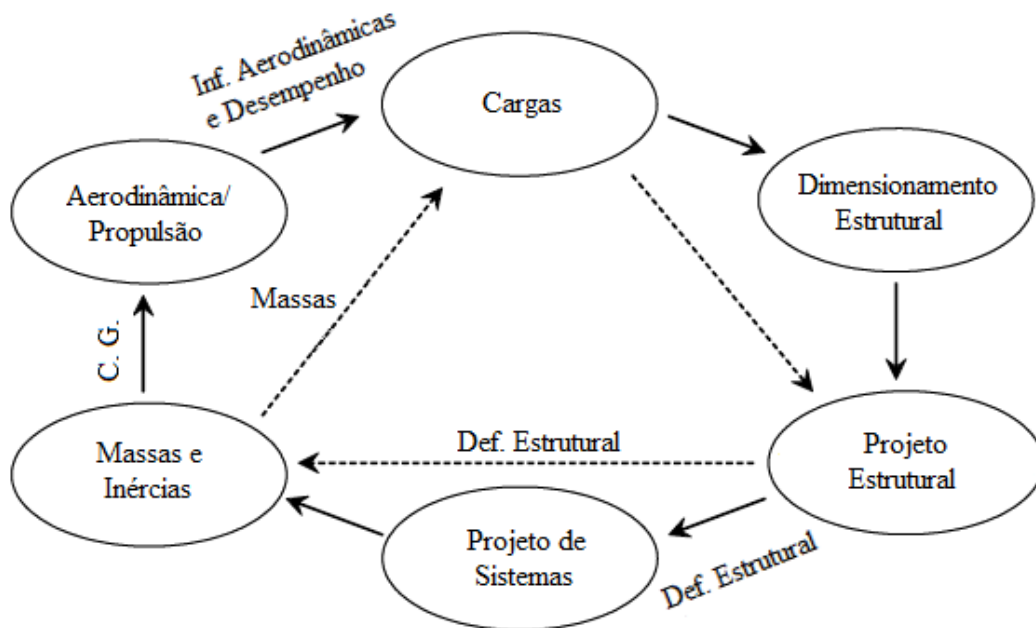 Inf. Aerodinâmicas
e Desempenho
Cargas
Aerodinâmica/
Propulsão
Dimensionamento
Estrutural
Massas
C. G.
Def. Estrutural
Massas e
Inércias
Projeto
Estrutural
Projeto de
Sistemas
Def. Estrutural